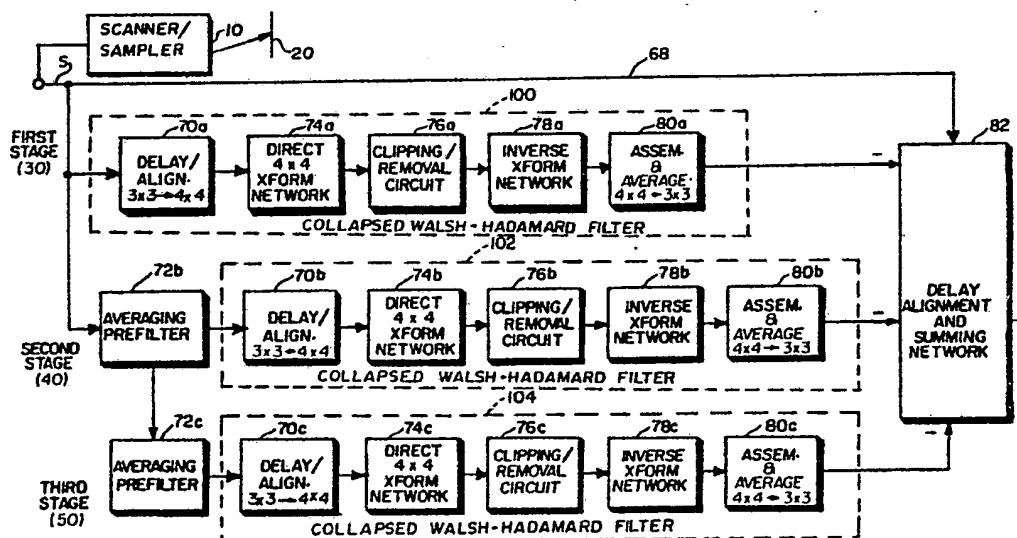 SCANNER/
SAMPLER
10
20
S
68
100
FIRST
STAGE
(30)
70a
DELAY/
ALIGN.
3x3→4x4
74a
DIRECT
4x4
XFORM
NETWORK
76a
CLIPPING/
REMOVAL
CIRCUIT
78a
INVERSE
XFORM
NETWORK
80a
ASSEM.
&
AVERAGE.
4x4←3x3
COLLAPSED WALSH-HADAMARD FILTER
82
DELAY
ALIGNMENT
AND
SUMMING
NETWORK
−
−
−
102
SECOND
STAGE
(40)
72b
AVERAGING
PREFILTER
70b
DELAY/
ALIGN.
3x3→4x4
74b
DIRECT
4x4
XFORM
NETWORK
76b
CLIPPING/
REMOVAL
CIRCUIT
78b
INVERSE
XFORM
NETWORK
80b
ASSEM.
&
AVERAGE
4x4←3x3
COLLAPSED WALSH-HADAMARD FILTER
104
THIRD
STAGE
(50)
72c
AVERAGING
PREFILTER
70c
DELAY/
ALIGN.
3x3→4x4
74c
DIRECT
4x4
XFORM
NETWORK
76c
CLIPPING/
REMOVAL
CIRCUIT
78c
INVERSE
XFORM
NETWORK
80c
ASSEM.
&
AVERAGE
4x4←3x3
COLLAPSED WALSH-HADAMARD FILTER